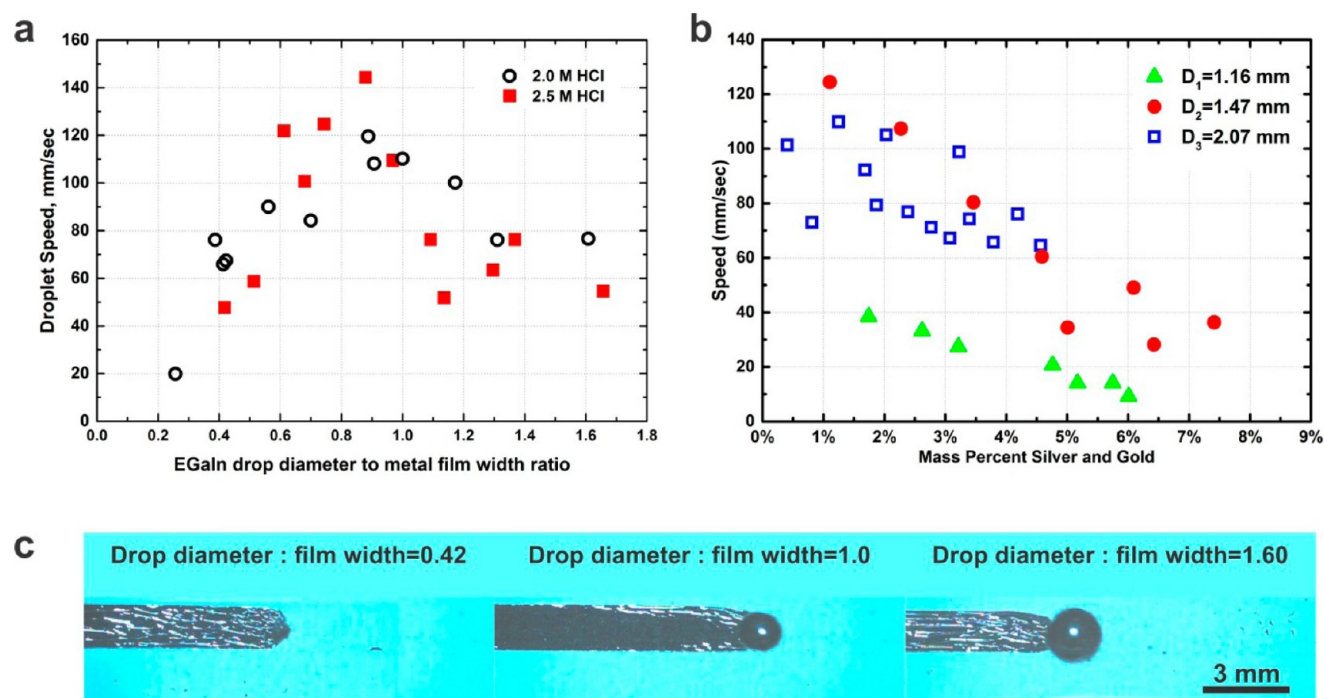 a
160
140
120
100
80
60
40
20
0
Droplet Speed, mm/sec
2.0 M HCl
2.5 M HCl
0.0 0.2 0.4 0.6 0.8 1.0 1.2 1.4 1.6 1.8
EGaIn drop diameter to metal film width ratio
b
140
120
100
80
60
40
20
0
Speed (mm/sec)
D₁=1.16 mm
D₂=1.47 mm
D₃=2.07 mm
0% 1% 2% 3% 4% 5% 6% 7% 8% 9%
Mass Percent Silver and Gold
c
Drop diameter : film width=0.42
Drop diameter : film width=1.0
Drop diameter : film width=1.60
3 mm